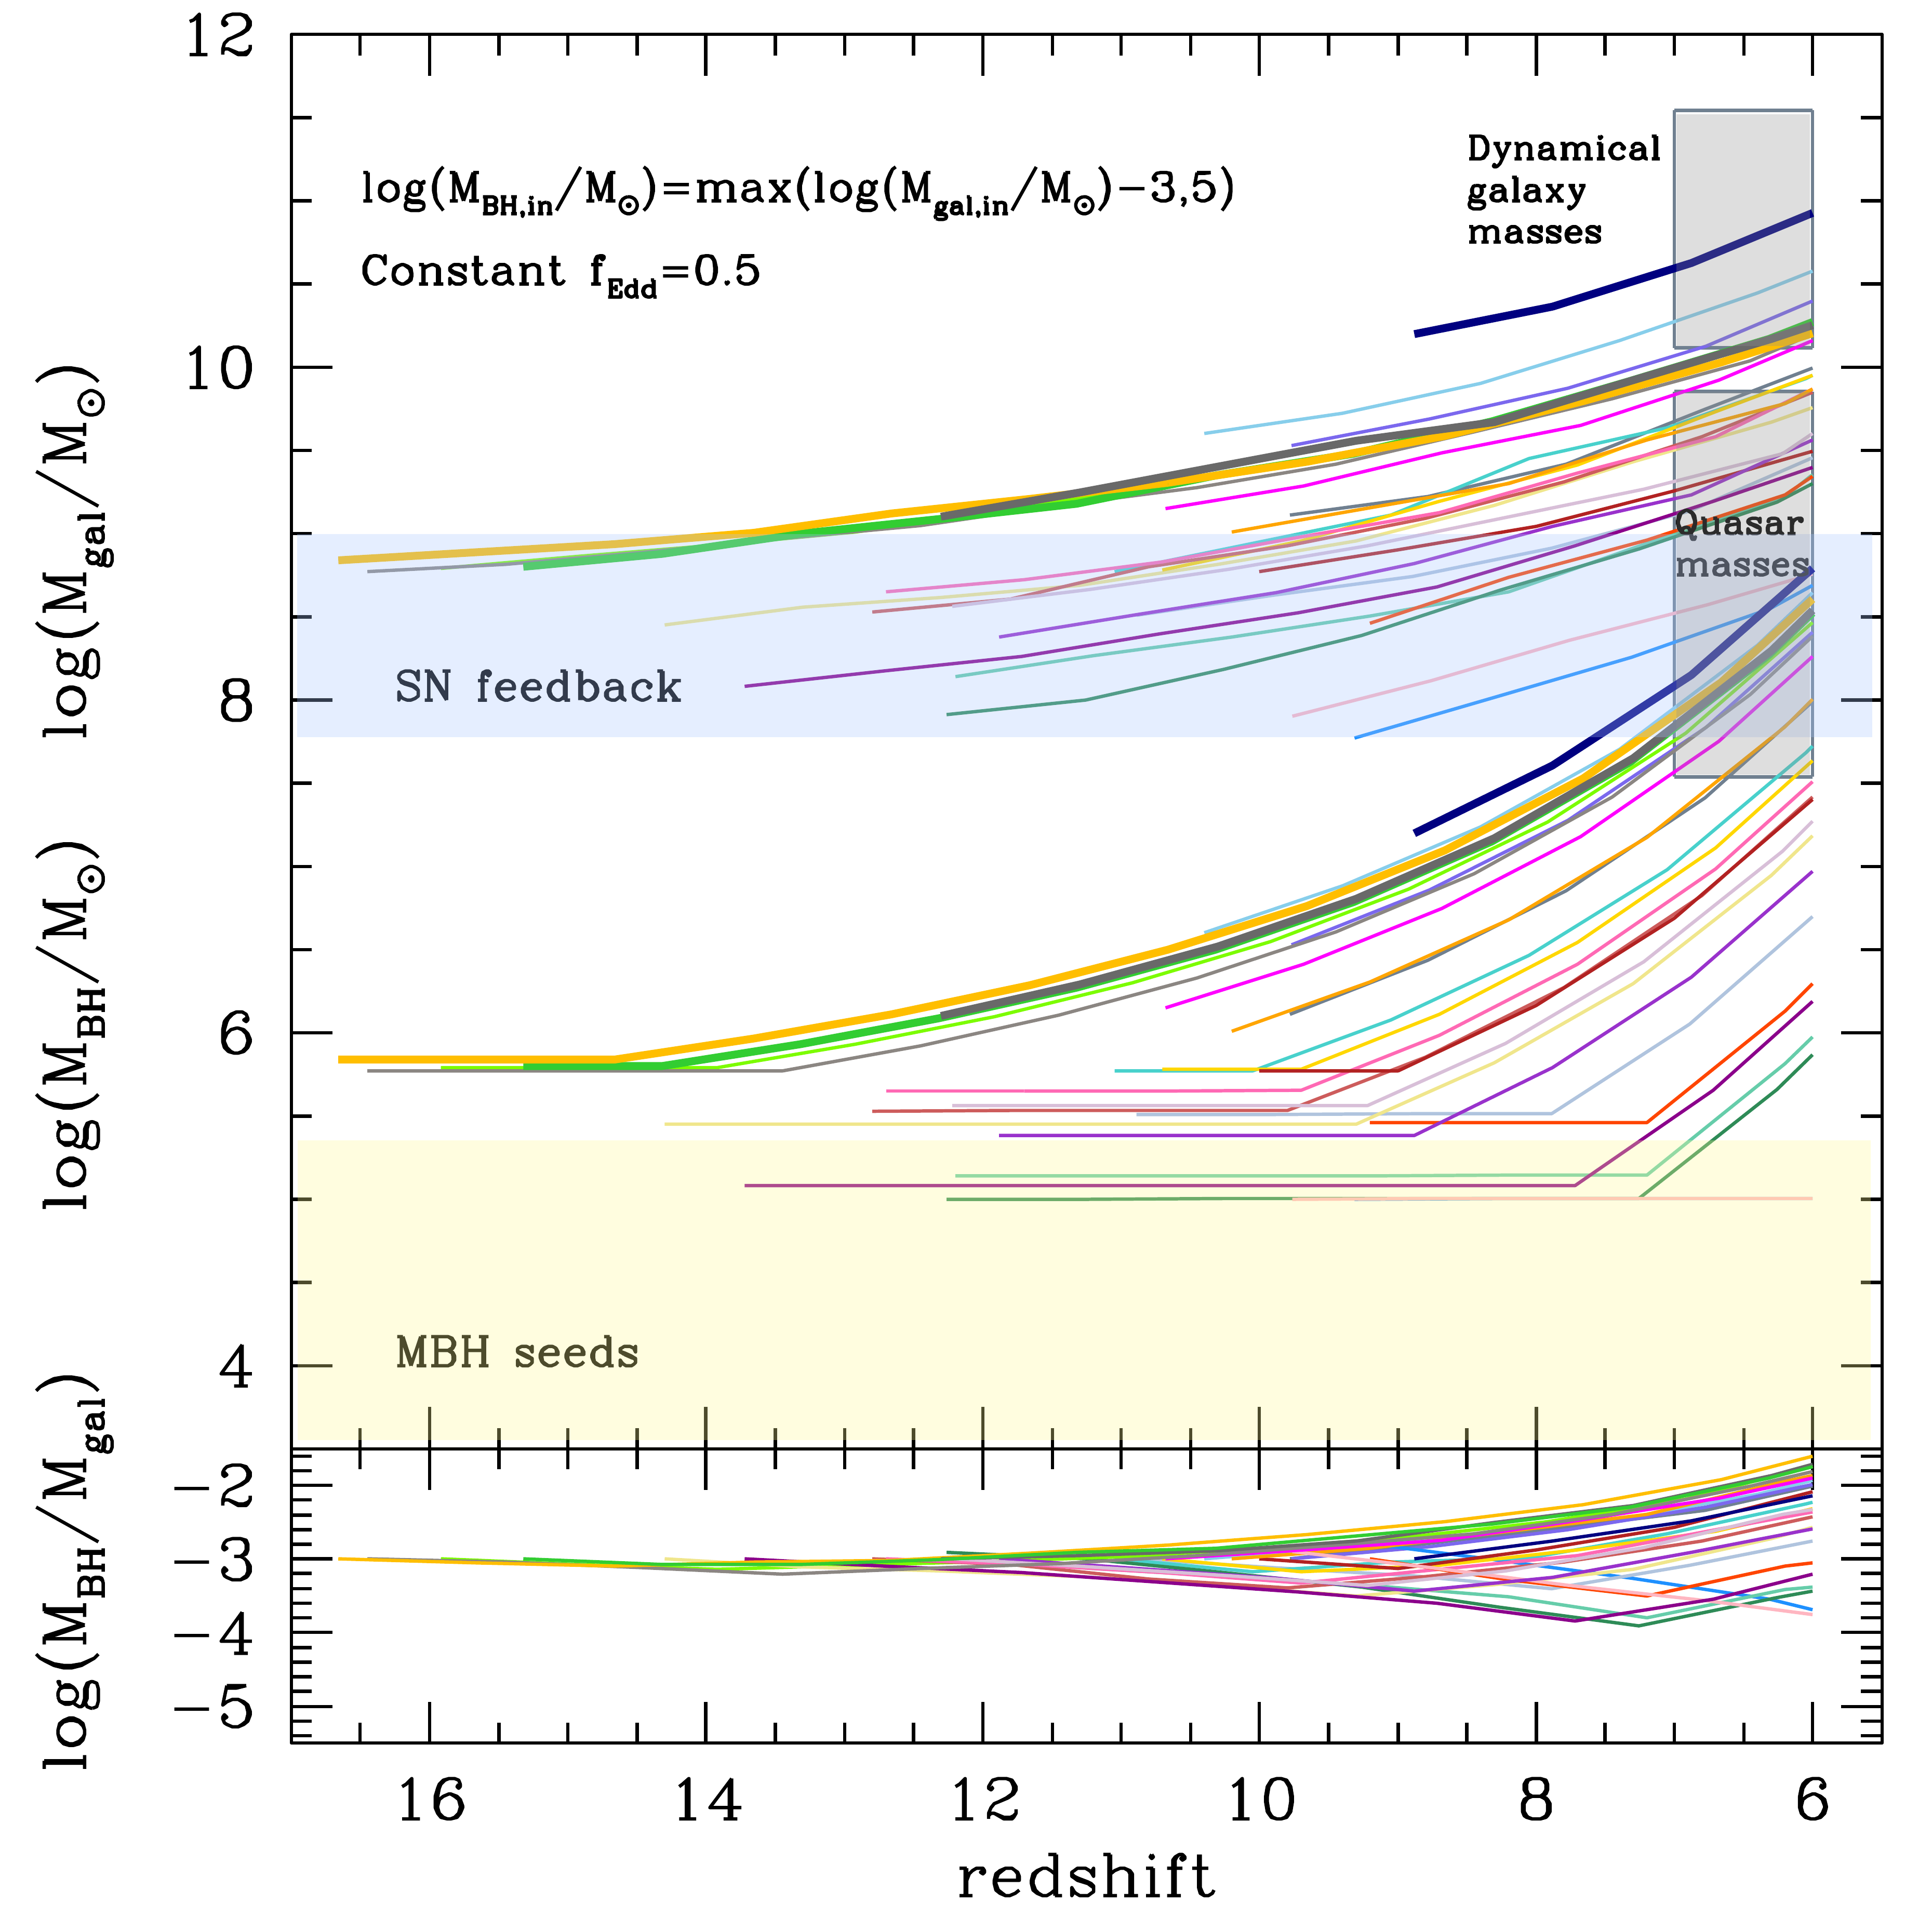 12
10
8
6
4
−2
−3
−4
−5
log(M_gal/M_⊙)
log(M_BH/M_⊙)
log(M_BH/M_gal)
log(M_BH,in/M_⊙)=max(log(M_gal,in/M_⊙)−3,5)
Constant f_Edd=0.5
Dynamical
galaxy
masses
Quasar
masses
SN feedback
MBH seeds
16 14 12 10 8 6
redshift